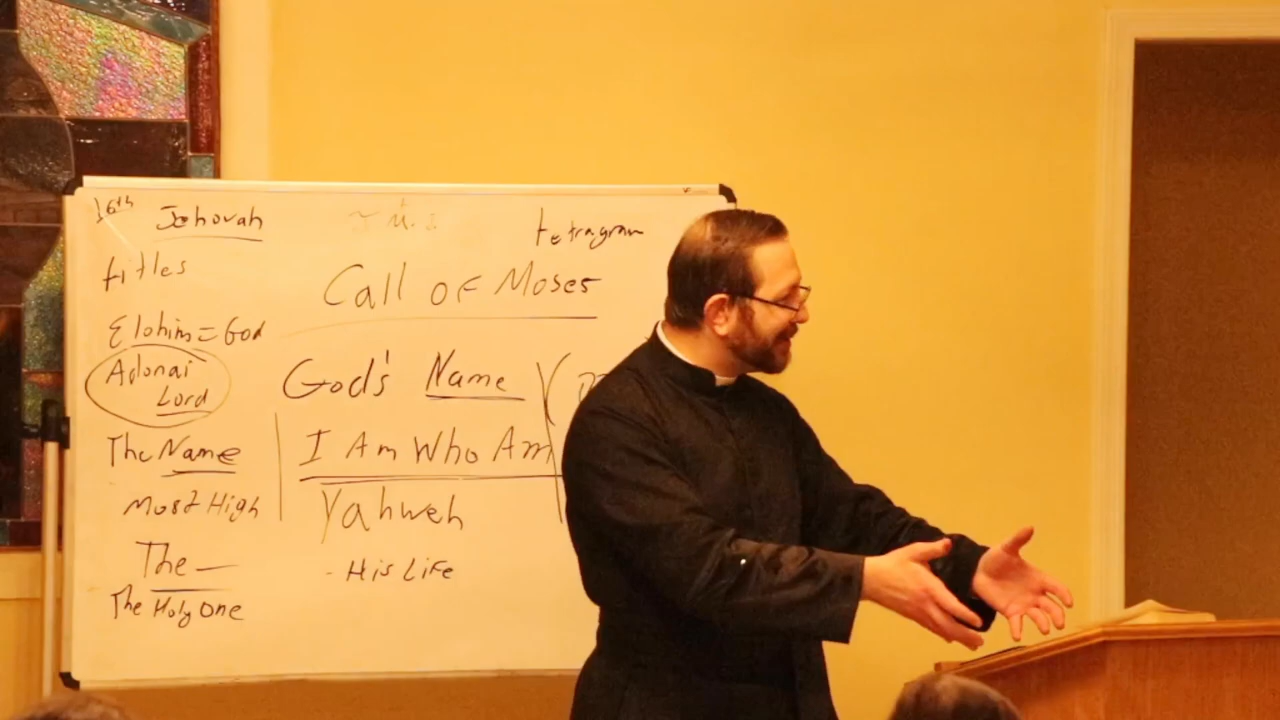 16th
Jehovah
tetragram
titles
Call of Moses
Elohim = God
Adonai
Lord
God's Name
The Name
I Am Who Am
Most High
Yahweh
The —
- His Life
The Holy One